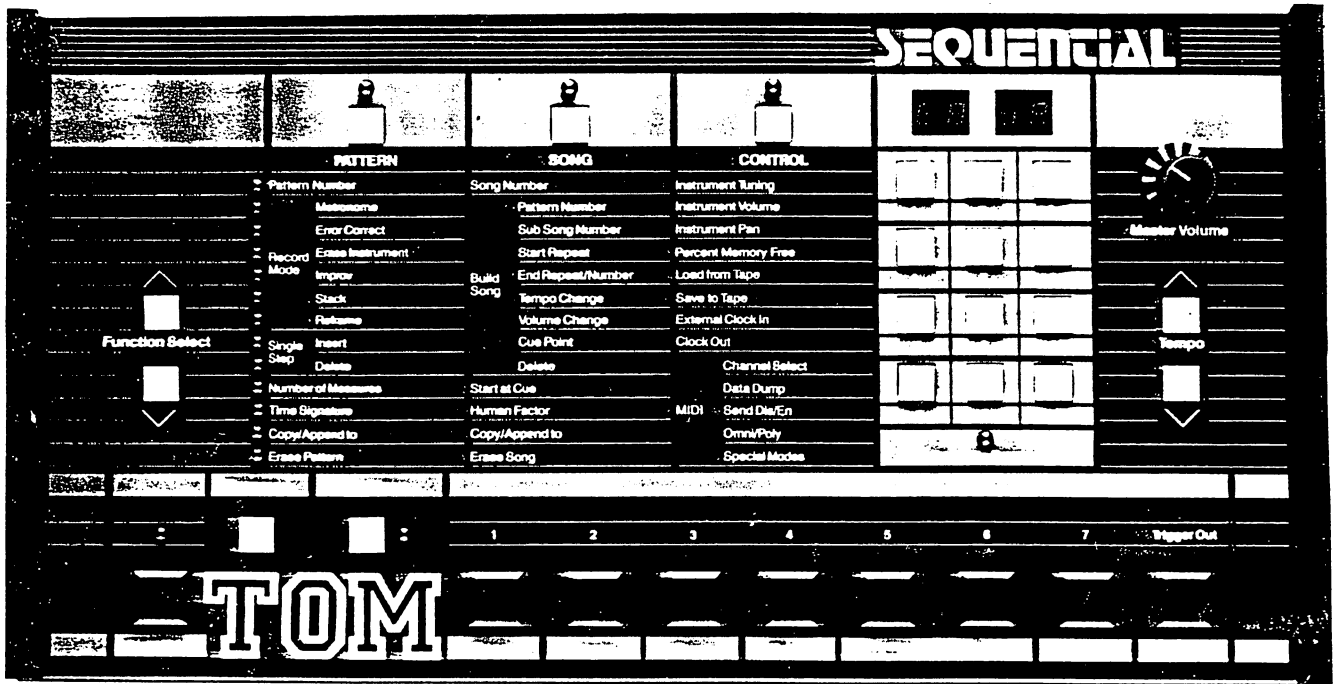 SEQUENTIAL
PATTERN
SONG
CONTROL
Pattern Number
Record Mode
Metronome
Error Correct
Erase Instrument
Improv
Stack
Reframe
Single Step
Insert
Delete
Number of Measures
Time Signature
Copy/Append to
Erase Pattern
Song Number
Build Song
Pattern Number
Sub Song Number
Start Repeat
End Repeat/Number
Tempo Change
Volume Change
Cue Point
Delete
Start at Cue
Human Factor
Copy/Append to
Erase Song
Instrument Tuning
Instrument Volume
Instrument Pan
Percent Memory Free
Load from Tape
Save to Tape
External Clock In
Clock Out
MIDI
Channel Select
Data Dump
Send Dis/En
Omni/Poly
Special Modes
Function Select
Master Volume
Tempo
1 2 3 4 5 6 7 Trigger Out
TOM